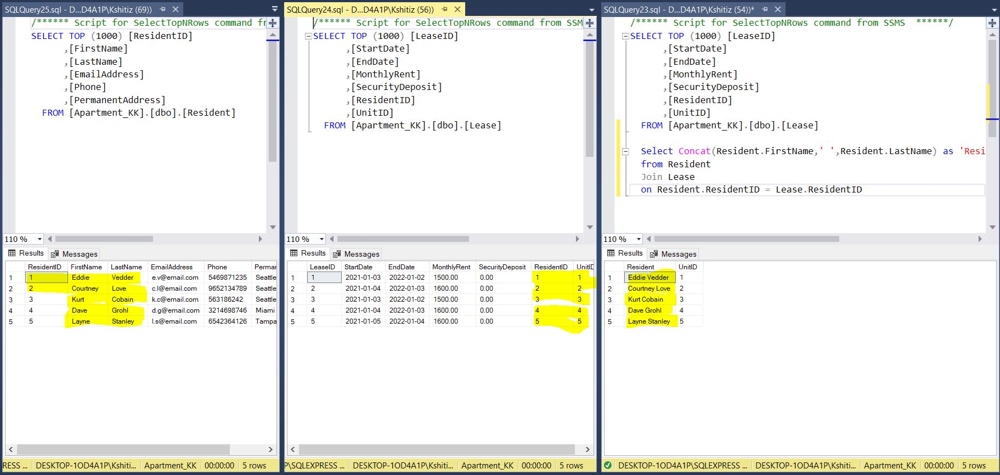 SQLQuery25.sql - D...D4A1P\Kshitiz (69))
/****** Script for SelectTopNRows command fr
SELECT TOP (1000) [ResidentID]
,[FirstName]
,[LastName]
,[EmailAddress]
,[Phone]
,[PermanentAddress]
FROM [Apartment_KK].[dbo].[Resident]
110 %
Results Messages
ResidentID FirstName LastName EmailAddress Phone Perman
1 1 Eddie Vedder e.v@email.com 5469871235 Seattle
2 2 Courtney Love c.l@email.com 9652134789 Seattle
3 3 Kurt Cobain k.c@email.com 563186242 Seattle
4 4 Dave Grohl d.g@email.com 3214698746 Miami
5 5 Layne Stanley l.s@email.com 6542364126 Tampa
RESS ... DESKTOP-1OD4A1P\Kshiti... Apartment_KK 00:00:00 5 rows
SQLQuery24.sql - D...D4A1P\Kshitiz (56))
/****** Script for SelectTopNRows command from SSM
SELECT TOP (1000) [LeaseID]
,[StartDate]
,[EndDate]
,[MonthlyRent]
,[SecurityDeposit]
,[ResidentID]
,[UnitID]
FROM [Apartment_KK].[dbo].[Lease]
110 %
Results Messages
LeaseID StartDate EndDate MonthlyRent SecurityDeposit ResidentID UnitID
1 1 2021-01-03 2022-01-02 1500.00 0.00 1 1
2 2 2021-01-04 2022-01-03 1600.00 0.00 2 2
3 3 2021-01-03 2022-01-02 1500.00 0.00 3 3
4 4 2021-01-04 2022-01-03 1600.00 0.00 4 4
5 5 2021-01-05 2022-01-04 1600.00 0.00 5 5
P\SQLEXPRESS ... DESKTOP-1OD4A1P\Kshiti... Apartment_KK 00:00:00 5 rows
SQLQuery23.sql - D...D4A1P\Kshitiz (54))*
/****** Script for SelectTopNRows command from SSMS ******/
SELECT TOP (1000) [LeaseID]
,[StartDate]
,[EndDate]
,[MonthlyRent]
,[SecurityDeposit]
,[ResidentID]
,[UnitID]
FROM [Apartment_KK].[dbo].[Lease]
Select Concat(Resident.FirstName,' ',Resident.LastName) as 'Resi
from Resident
Join Lease
on Resident.ResidentID = Lease.ResidentID
110 %
Results Messages
Resident UnitID
1 Eddie Vedder 1
2 Courtney Love 2
3 Kurt Cobain 3
4 Dave Grohl 4
5 Layne Stanley 5
DESKTOP-1OD4A1P\SQLEXPRESS ... DESKTOP-1OD4A1P\Kshiti... Apartment_KK 00:00:00 5 rows